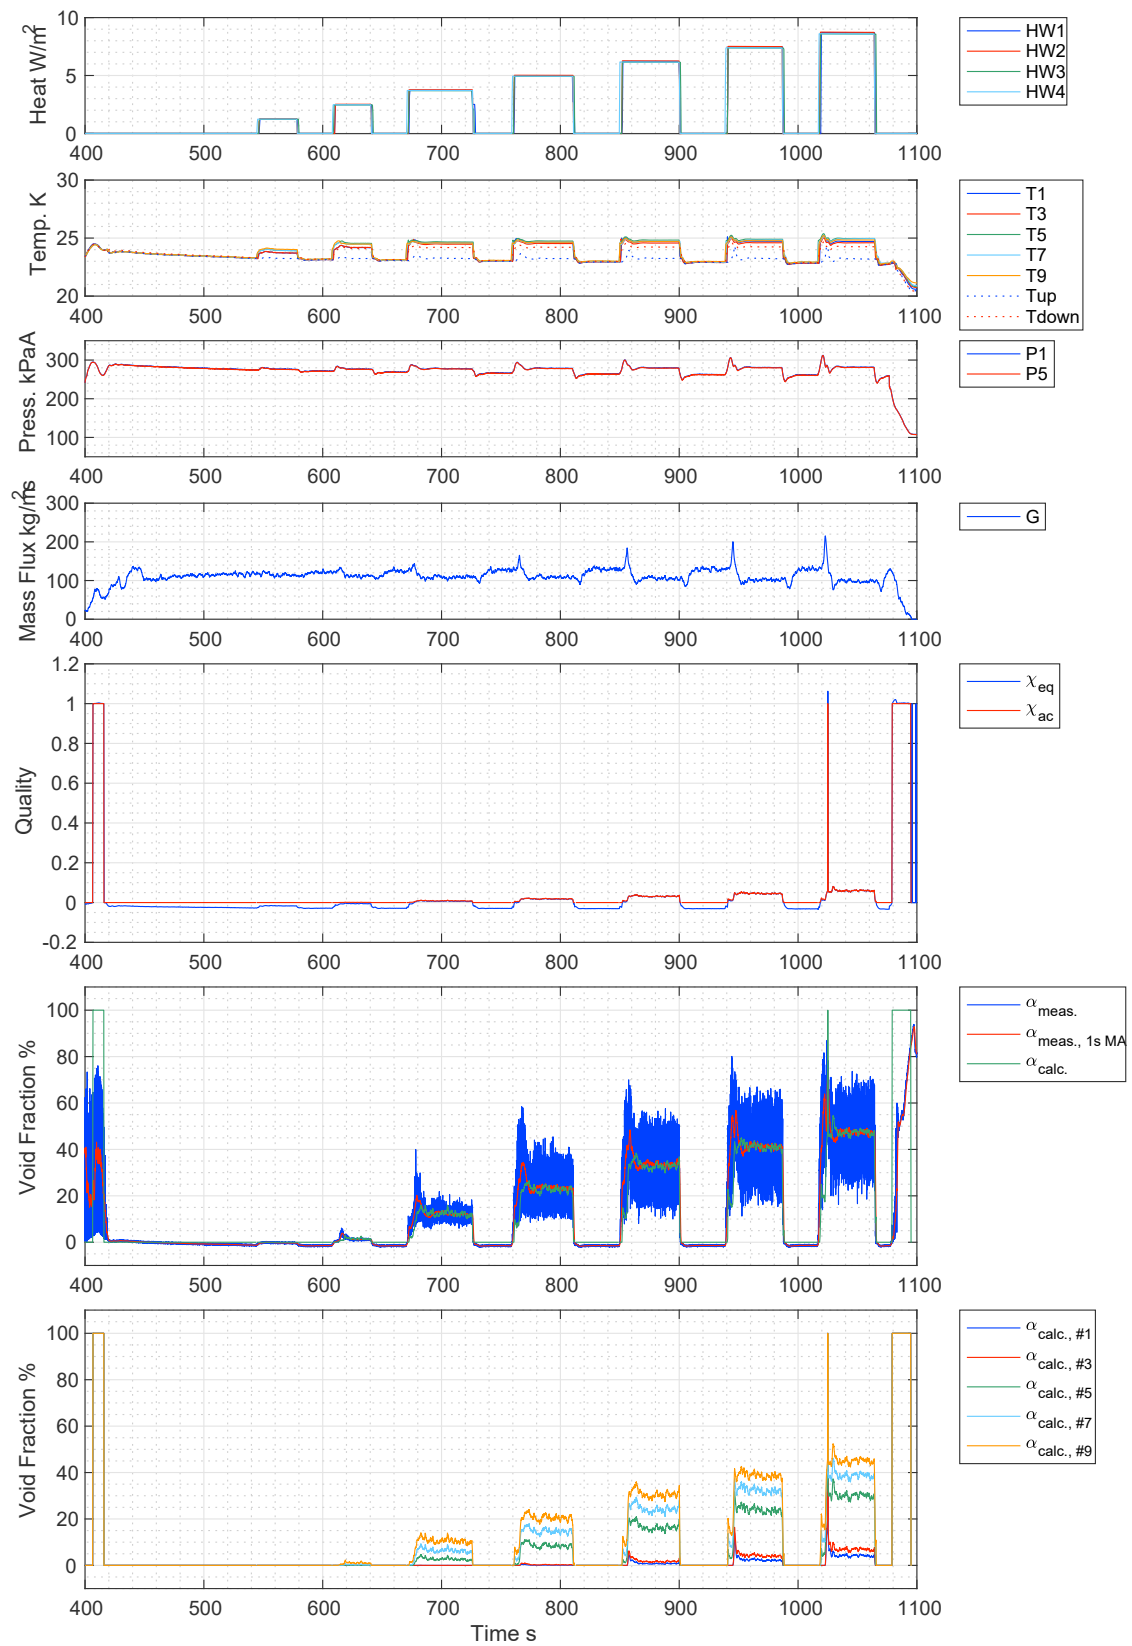 Heat W/m²
10
5
0
400 500 600 700 800 900 1000 1100
HW1
HW2
HW3
HW4
Temp. K
30
25
20
400 500 600 700 800 900 1000 1100
T1
T3
T5
T7
T9
Tup
Tdown
Press. kPaA
300
200
100
400 500 600 700 800 900 1000 1100
P1
P5
Mass Flux kg/m²s
300
200
100
0
400 500 600 700 800 900 1000 1100
G
Quality
1.2
1
0.8
0.6
0.4
0.2
0
-0.2
400 500 600 700 800 900 1000 1100
χeq
χac
Void Fraction %
100
80
60
40
20
0
400 500 600 700 800 900 1000 1100
αmeas.
αmeas., 1s MA
αcalc.
Void Fraction %
100
80
60
40
20
0
400 500 600 700 800 900 1000 1100
Time s
αcalc., #1
αcalc., #3
αcalc., #5
αcalc., #7
αcalc., #9